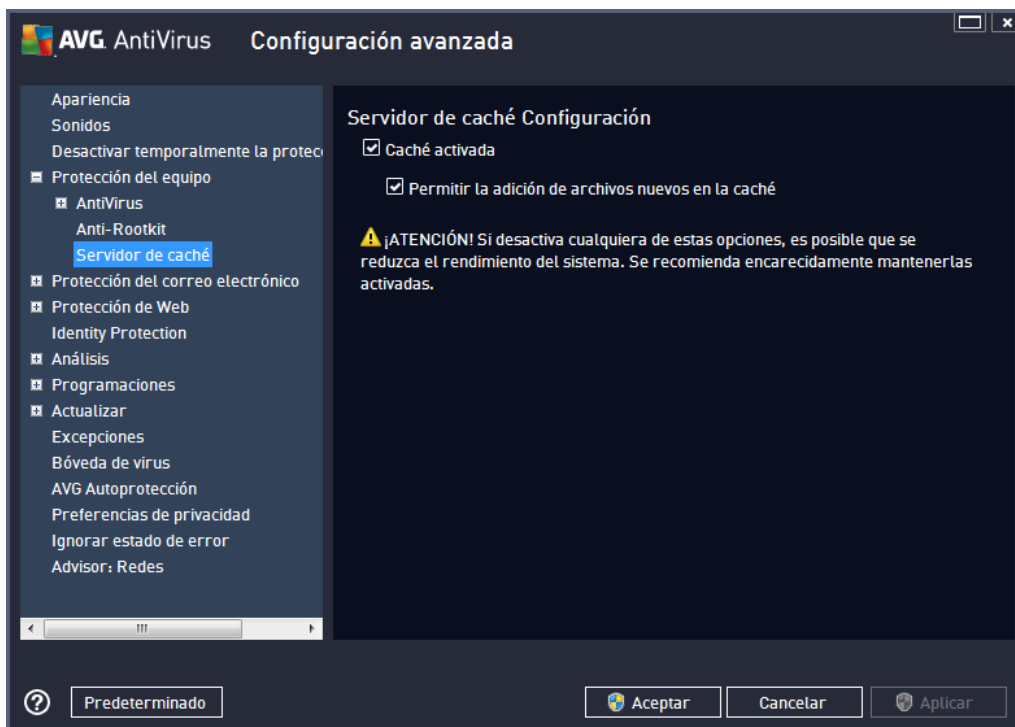 AVG. AntiVirus Configuración avanzada
Apariencia
Sonidos
Desactivar temporalmente la protec
Protección del equipo
AntiVirus
Anti-Rootkit
Servidor de caché
Protección del correo electrónico
Protección de Web
Identity Protection
Análisis
Programaciones
Actualizar
Excepciones
Bóveda de virus
AVG Autoprotección
Preferencias de privacidad
Ignorar estado de error
Advisor: Redes
Servidor de caché Configuración
Caché activada
Permitir la adición de archivos nuevos en la caché
¡ATENCIÓN! Si desactiva cualquiera de estas opciones, es posible que se
reduzca el rendimiento del sistema. Se recomienda encarecidamente mantenerlas
activadas.
Predeterminado
Aceptar
Cancelar
Aplicar